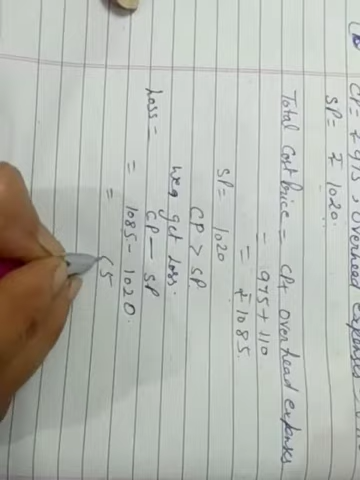 CP = ₹ 975, Overhead expenses
SP = ₹ 1020.
Total Cost Price = CP + Overhead expenses
= 975 + 110
= ₹ 1085.
SP = 1020
CP > SP
get loss.
Loss = CP - SP
= 1085 - 1020.
= 65